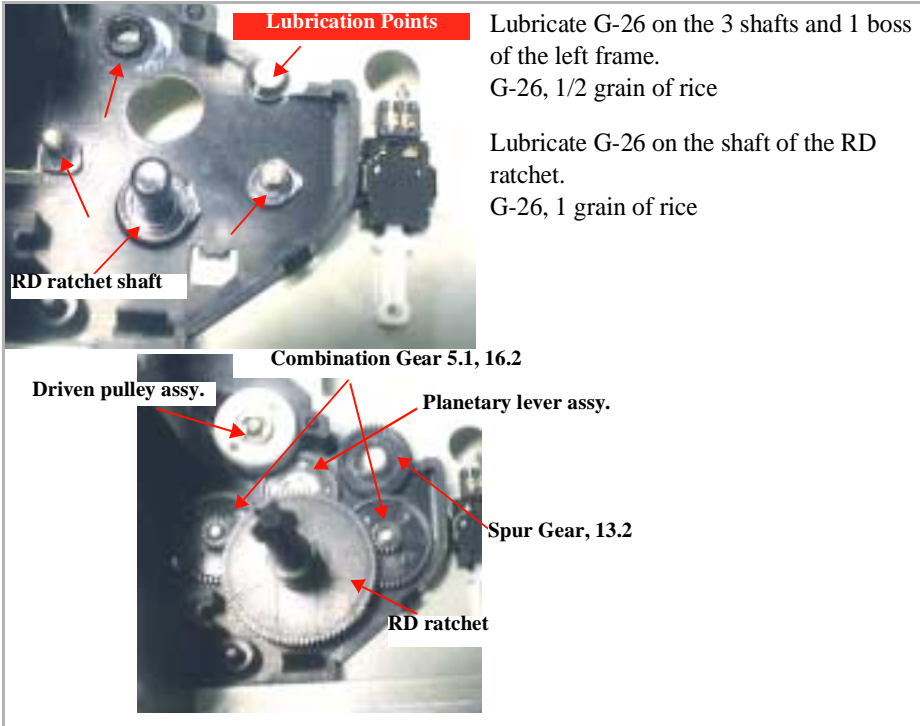 Lubrication Points
RD ratchet shaft
Lubricate G-26 on the 3 shafts and 1 boss
of the left frame.
G-26, 1/2 grain of rice
Lubricate G-26 on the shaft of the RD
ratchet.
G-26, 1 grain of rice
Combination Gear 5.1, 16.2
Driven pulley assy.
Planetary lever assy.
Spur Gear, 13.2
RD ratchet